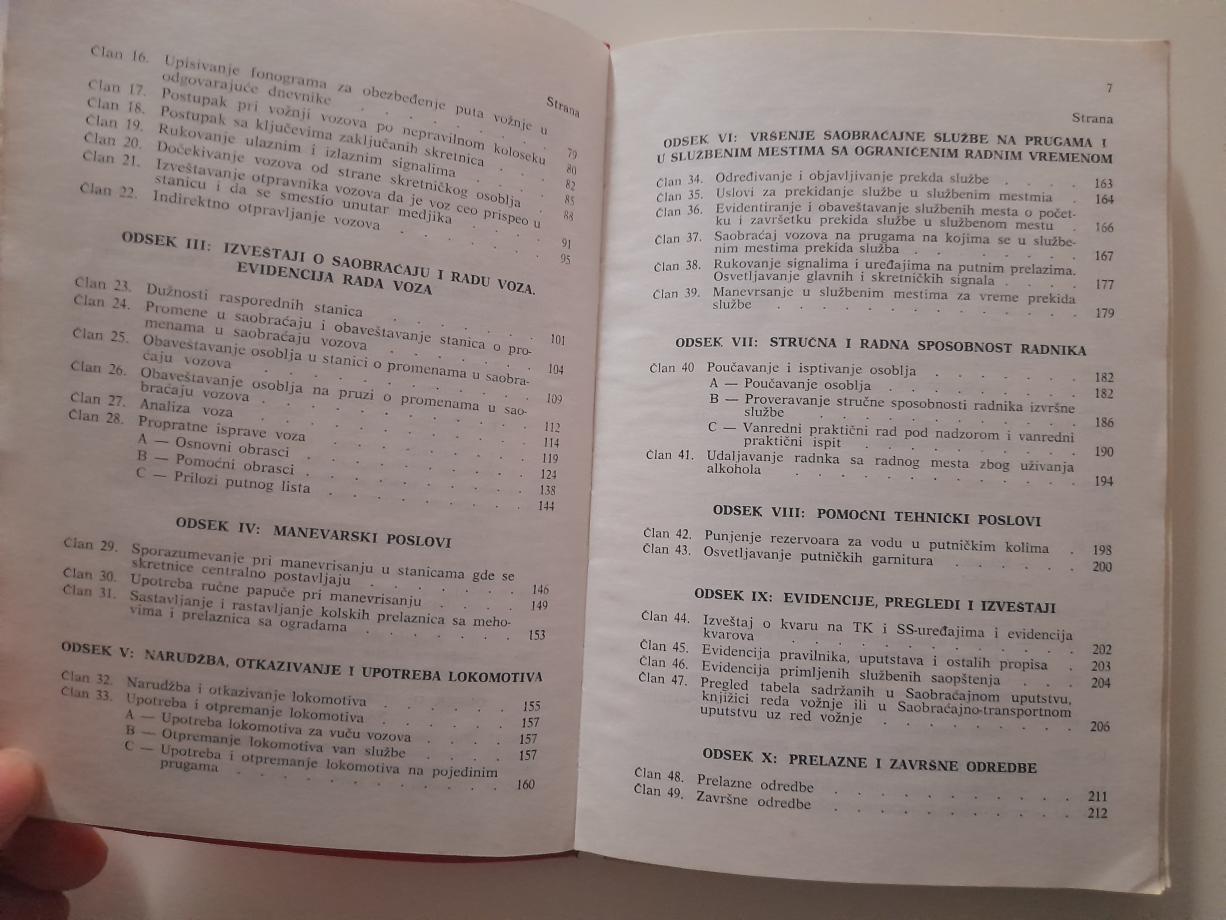 Strana
Član 16. Upisivanje fonograma za obezbeđenje puta vožnje u
odgovarajuće dnevnike . . . . . . . 79
Član 17. Postupak pri vožnji vozova po nepravilnom koloseku 80
Član 18. Postupak sa ključevima zaključanih skretnica . . . 82
Član 19. Rukovanje ulaznim i izlaznim signalima . . . . 85
Član 20. Dočekivanje vozova od strane skretničkog osoblja . 88
Član 21. Izveštavanje otpravnika vozova da je voz ceo prispeo u
stanicu i da se smestio unutar medjika . . . . 91
Član 22. Indirektno otpravljanje vozova . . . . . . 95
ODSEK III: IZVEŠTAJI O SAOBRAĆAJU I RADU VOZA.
EVIDENCIJA RADA VOZA
Član 23. Dužnosti rasporednih stanica . . . . . . 101
Član 24. Promene u saobraćaju i obaveštavanje stanica o pro-
menama u saobraćaju vozova . . . . . . 104
Član 25. Obaveštavanje osoblja u stanici o promenama u saobra-
ćaju vozova . . . . . . . . . 109
Član 26. Obaveštavanje osoblja na pruzi o promenama u sao-
braćaju vozova . . . . . . . . . 112
Član 27. Analiza voza . . . . . . . . . 114
Član 28. Propratne isprave voza . . . . . . . 119
A — Osnovni obrasci . . . . . . . 124
B — Pomoćni obrasci . . . . . . . 138
C — Prilozi putnog lista . . . . . . 144
ODSEK IV: MANEVARSKI POSLOVI
Član 29. Sporazumevanje pri manevrisanju u stanicama gde se
skretnice centralno postavljaju . . . . . . 146
Član 30. Upotreba ručne papuče pri manevrisanju . . . . 149
Član 31. Sastavljanje i rastavljanje kolskih prelaznica sa meho-
vima i prelaznica sa ogradama . . . . . . 153
ODSEK V: NARUDŽBA, OTKAZIVANJE I UPOTREBA LOKOMOTIVA
Član 32. Narudžba i otkazivanje lokomotiva . . . . . 155
Član 33. Upotreba i otpremanje lokomotiva . . . . . 157
A — Upotreba lokomotiva za vuču vozova . . . . 157
B — Otpremanje lokomotiva van službe . . . . 157
C — Upotreba i otpremanje lokomotiva na pojedinim
prugama . . . . . . . . . 160
7
Strana
ODSEK VI: VRŠENJE SAOBRAĆAJNE SLUŽBE NA PRUGAMA I
U SLUŽBENIM MESTIMA SA OGRANIČENIM RADNIM VREMENOM
Član 34. Određivanje i objavljivanje prekda službe . . . . 163
Član 35. Uslovi za prekidanje službe u službenim mestmia . 164
Član 36. Evidentiranje i obaveštavanje službenih mesta o počet-
ku i završetku prekida službe u službenom mestu . 166
Član 37. Saobraćaj vozova na prugama na kojima se u službe-
nim mestima prekida služba . . . . . . . 167
Član 38. Rukovanje signalima i uređajima na putnim prelazima.
Osvetljavanje glavnih i skretničkih signala . . . . 177
Član 39. Manevrsanje u službenim mestima za vreme prekida
službe . . . . . . . . . . . . 179
ODSEK VII: STRUČNA I RADNA SPOSOBNOST RADNIKA
Član 40 Poučavanje i isptivanje osoblja . . . . . . 182
A — Poučavanje osoblja . . . . . . . 182
B — Proveravanje stručne sposobnosti radnika izvršne
službe . . . . . . . . . . 186
C — Vanredni praktični rad pod nadzorom i vanredni
praktični ispit . . . . . . . . 190
Član 41. Udaljavanje radnka sa radnog mesta zbog uživanja
alkohola . . . . . . . . . . . 194
ODSEK VIII: POMOĆNI TEHNIČKI POSLOVI
Član 42. Punjenje rezervoara za vodu u putničkim kolima . 198
Član 43. Osvetljavanje putničkih garnitura . . . . . 200
ODSEK IX: EVIDENCIJE, PREGLEDI I IZVEŠTAJI
Član 44. Izveštaj o kvaru na TK i SS-uređajima i evidencija
kvarova . . . . . . . . . . . 202
Član 45. Evidencija pravilnika, uputstava i ostalih propisa . 203
Član 46. Evidencija primljenih službenih saopštenja . . . 204
Član 47. Pregled tabela sadržanih u Saobraćajnom uputstvu,
knjižici reda vožnje ili u Saobraćajno-transportnom
uputstvu uz red vožnje . . . . . . . . 206
ODSEK X: PRELAZNE I ZAVRŠNE ODREDBE
Član 48. Prelazne odredbe . . . . . . . . . 211
Član 49. Završne odredbe . . . . . . . . . 212